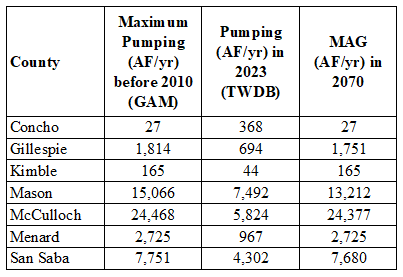 County Maximum Pumping (AF/yr) before 2010 (GAM) Pumping (AF/yr) in 2023 (TWDB) MAG (AF/yr) in 2070
Concho 27 368 27
Gillespie 1,814 694 1,751
Kimble 165 44 165
Mason 15,066 7,492 13,212
McCulloch 24,468 5,824 24,377
Menard 2,725 967 2,725
San Saba 7,751 4,302 7,680